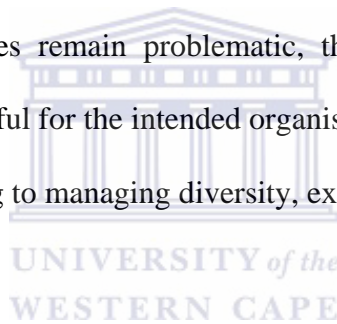 es remain problematic, th
ful for the intended organis
g to managing diversity, ex
UNIVERSITY of the
WESTERN CAPE